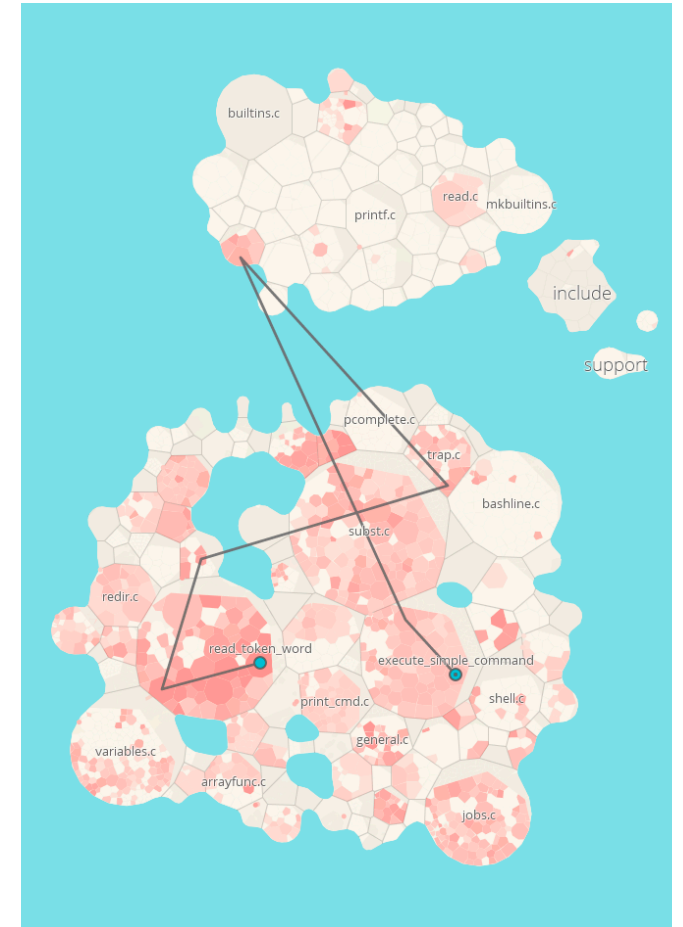 builtins.c
read.c
mkbuiltins.c
printf.c
include
support
pcomplete.c
trap.c
bashline.c
subst.c
redir.c
read_token_word
execute_simple_command
print_cmd.c
shell.c
general.c
variables.c
arrayfunc.c
jobs.c